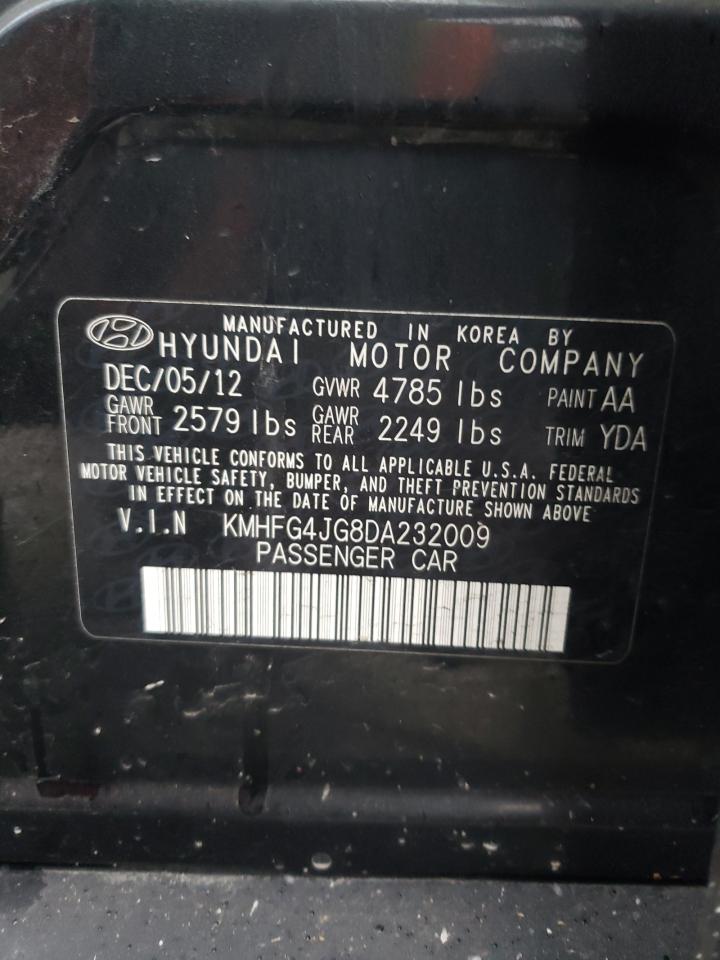 MANUFACTURED IN KOREA BY
HYUNDAI MOTOR COMPANY
DEC/05/12 GVWR 4785 lbs PAINT AA
GAWR FRONT 2579 lbs GAWR REAR 2249 lbs TRIM YDA
THIS VEHICLE CONFORMS TO ALL APPLICABLE U.S.A. FEDERAL
MOTOR VEHICLE SAFETY, BUMPER, AND THEFT PREVENTION STANDARDS
IN EFFECT ON THE DATE OF MANUFACTURE SHOWN ABOVE.
V.I.N KMHFG4JG8DA232009
PASSENGER CAR